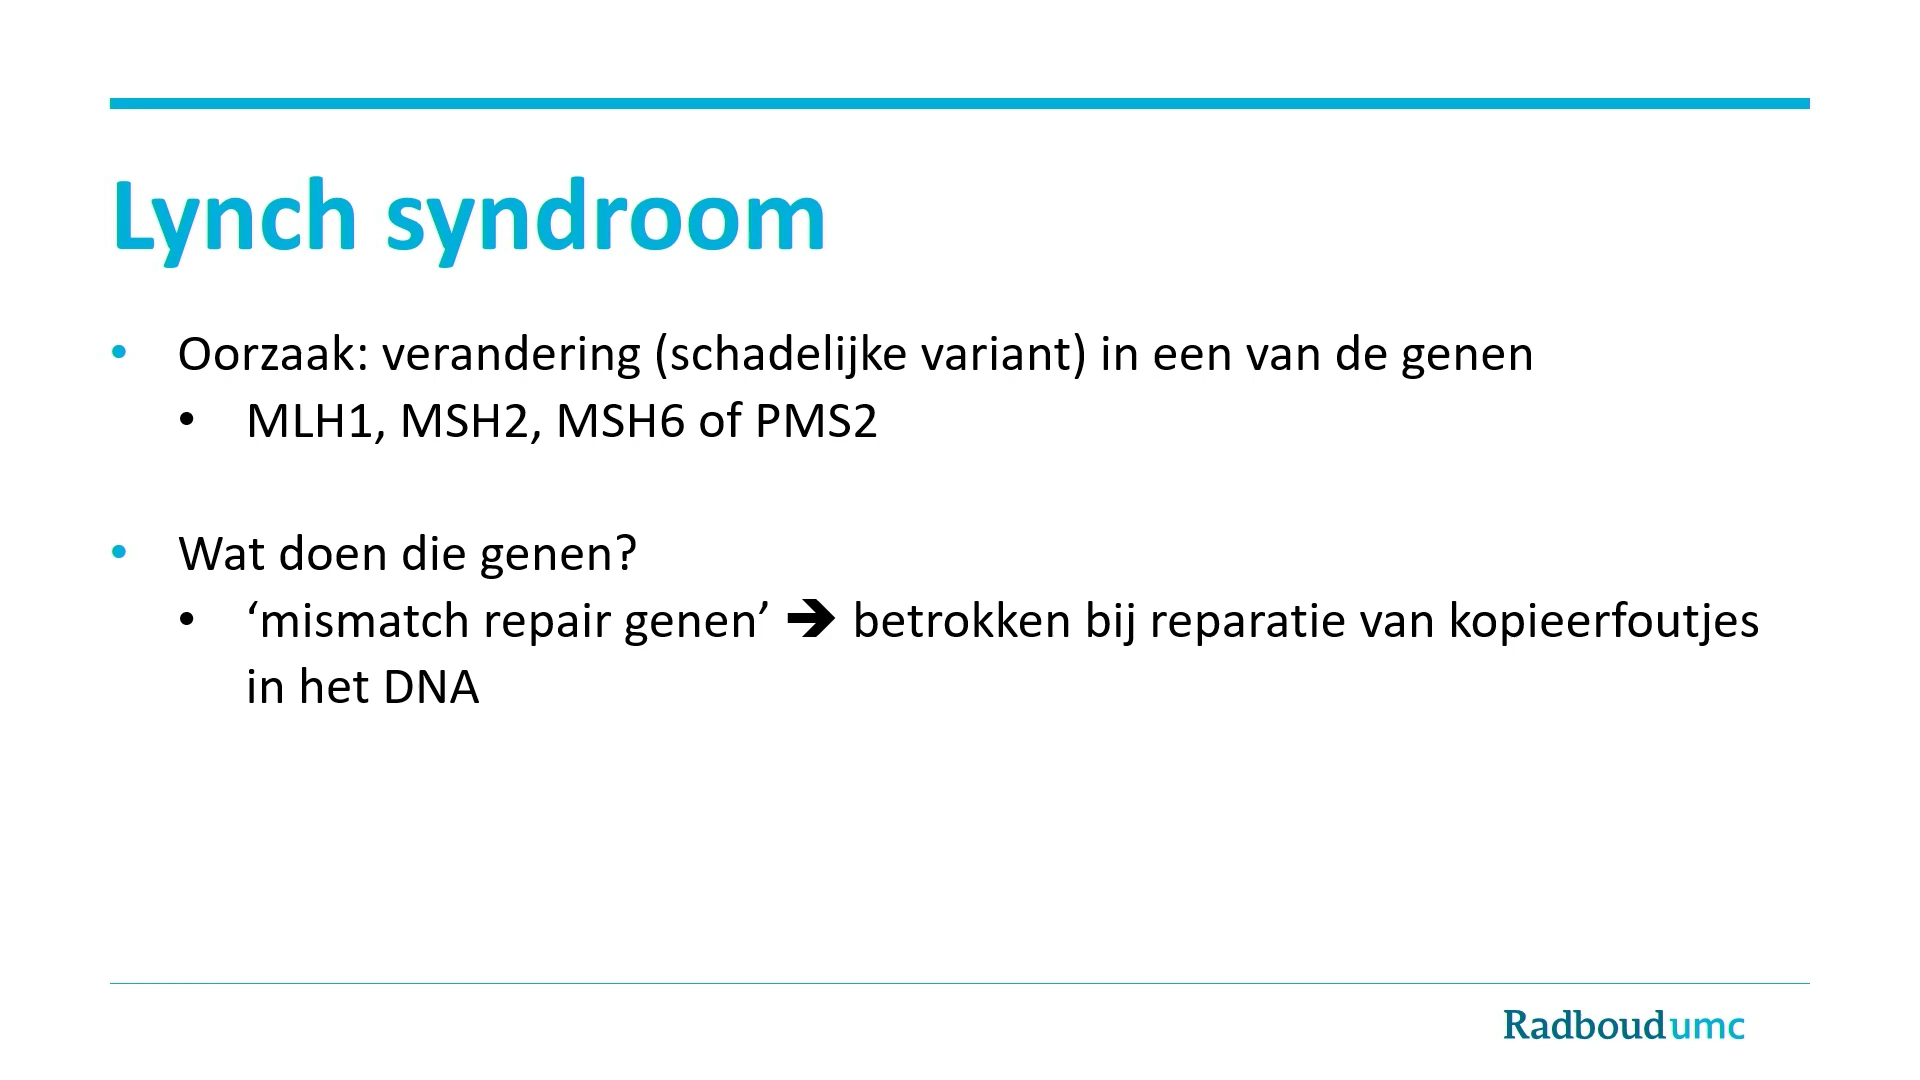 Lynch syndroom
• Oorzaak: verandering (schadelijke variant) in een van de genen
• MLH1, MSH2, MSH6 of PMS2
• Wat doen die genen?
• ‘mismatch repair genen’ 🡺 betrokken bij reparatie van kopieerfoutjes
in het DNA
Radboudumc